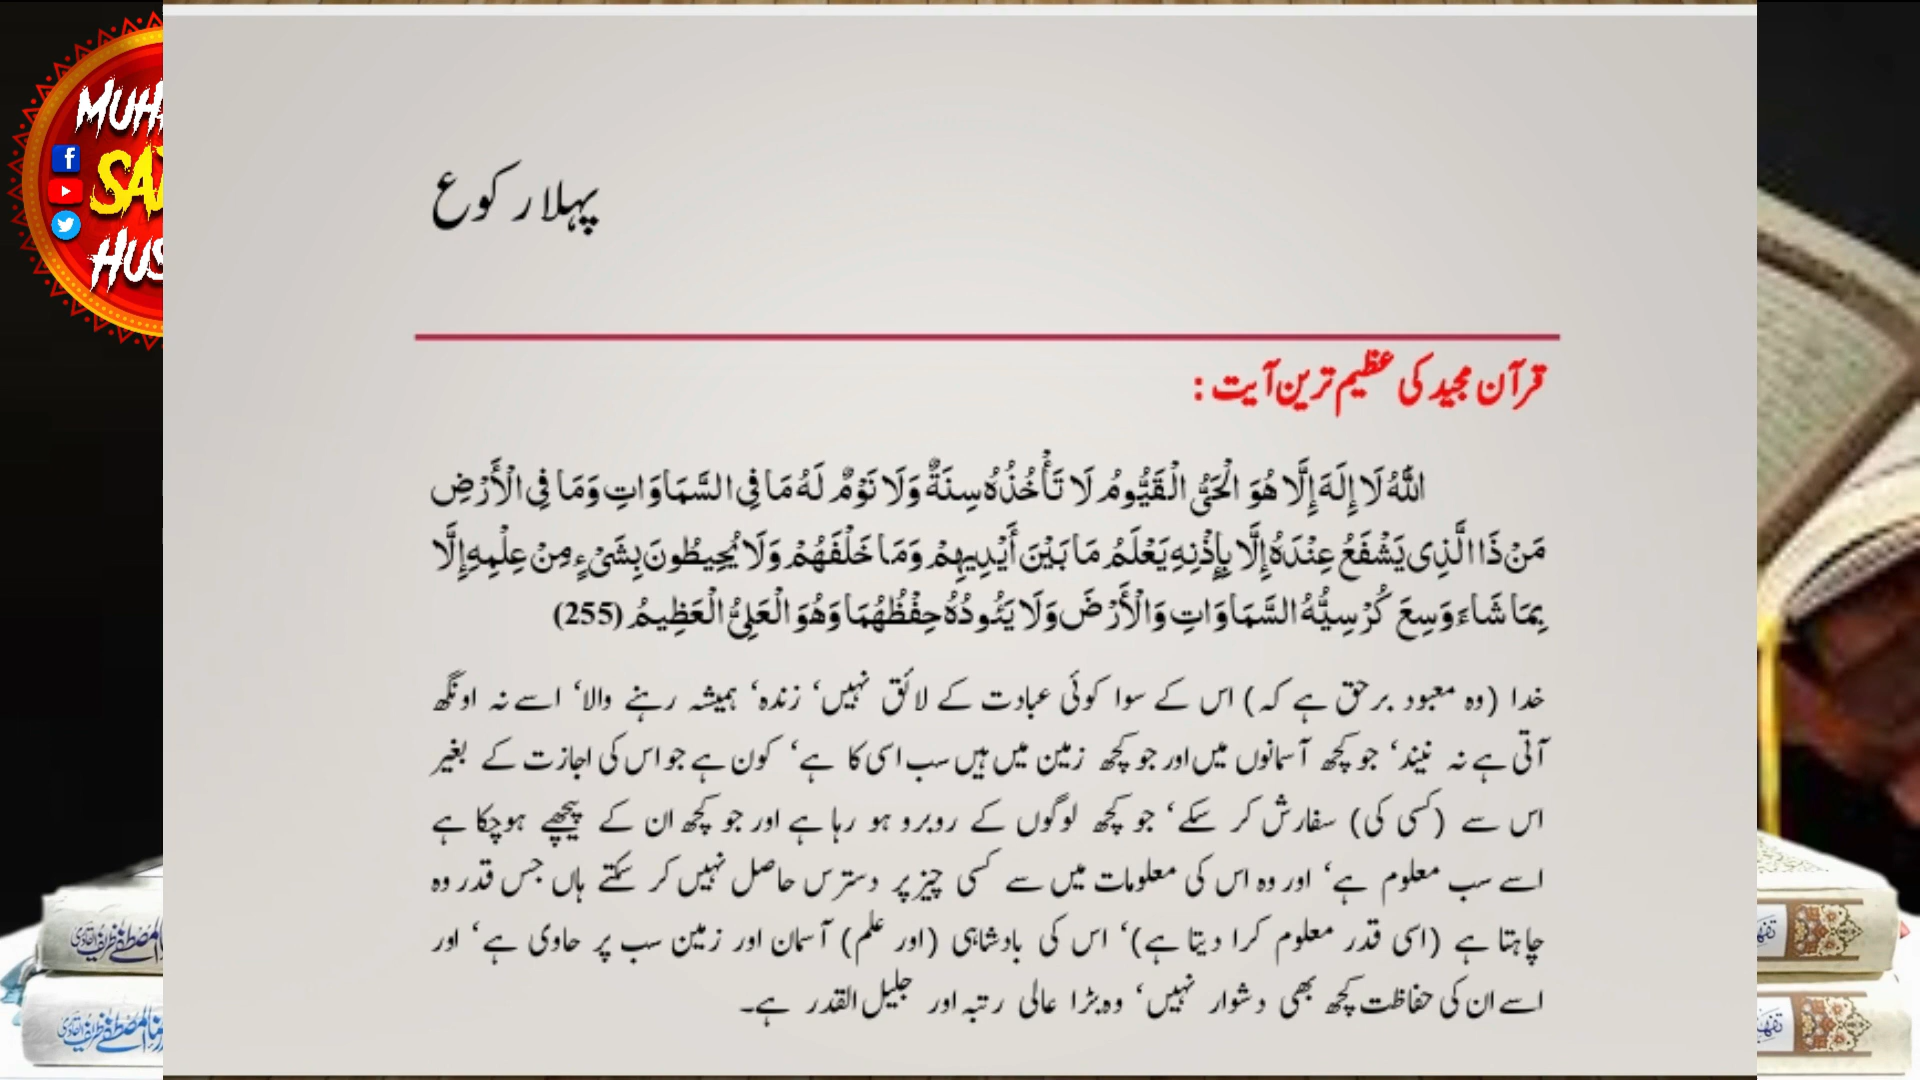 MUH
SA
HUS
پہلا رکوع
قرآن مجید کی عظیم ترین آیت :
اللَّهُ لَا إِلَهَ إِلَّا هُوَ الْحَيُّ الْقَيُّومُ لَا تَأْخُذُهُ سِنَةٌ وَلَا نَوْمٌ لَهُ مَا فِي السَّمَاوَاتِ وَمَا فِي الْأَرْضِ
مَنْ ذَا الَّذِي يَشْفَعُ عِنْدَهُ إِلَّا بِإِذْنِهِ يَعْلَمُ مَا بَيْنَ أَيْدِيهِمْ وَمَا خَلْفَهُمْ وَلَا يُحِيطُونَ بِشَيْءٍ مِنْ عِلْمِهِ إِلَّا
بِمَا شَاءَ وَسِعَ كُرْسِيُّهُ السَّمَاوَاتِ وَالْأَرْضَ وَلَا يَئُودُهُ حِفْظُهُمَا وَهُوَ الْعَلِيُّ الْعَظِيمُ (255)
خدا (وہ معبود برحق ہے کہ) اس کے سوا کوئی عبادت کے لائق نہیں‘ زندہ‘ ہمیشہ رہنے والا‘ اسے نہ اونگھ
آتی ہے نہ نیند‘ جو کچھ آسمانوں میں اور جو کچھ زمین میں ہیں سب اسی کا ہے‘ کون ہے جو اس کی اجازت کے بغیر
اس سے (کسی کی) سفارش کر سکے‘ جو کچھ لوگوں کے روبرو ہو رہا ہے اور جو کچھ ان کے پیچھے ہوچکا ہے
اسے سب معلوم ہے‘ اور وہ اس کی معلومات میں سے کسی چیز پر دسترس حاصل نہیں کر سکتے ہاں جس قدر وہ
چاہتا ہے (اسی قدر معلوم کرا دیتا ہے)‘ اس کی بادشاہی (اور علم) آسمان اور زمین سب پر حاوی ہے‘ اور
اسے ان کی حفاظت کچھ بھی دشوار نہیں‘ وہ بڑا عالی رتبہ اور جلیل القدر ہے۔